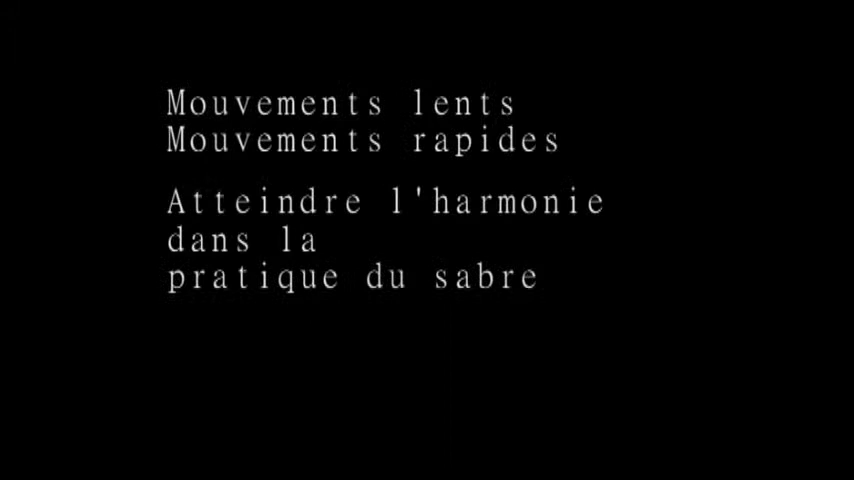 Mouvements lents
Mouvements rapides
Atteindre l'harmonie
dans la
pratique du sabre